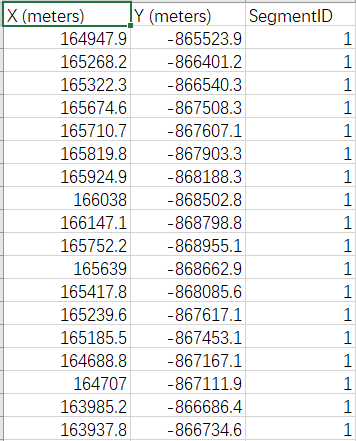 X (meters) Y (meters) SegmentID
164947.9 -865523.9 1
165268.2 -866401.2 1
165322.3 -866540.3 1
165674.6 -867508.3 1
165710.7 -867607.1 1
165819.8 -867903.3 1
165924.9 -868188.3 1
166038 -868502.8 1
166147.1 -868798.8 1
165752.2 -868955.1 1
165639 -868662.9 1
165417.8 -868085.6 1
165239.6 -867617.1 1
165185.5 -867453.1 1
164688.8 -867167.1 1
164707 -867111.9 1
163985.2 -866686.4 1
163937.8 -866734.6 1